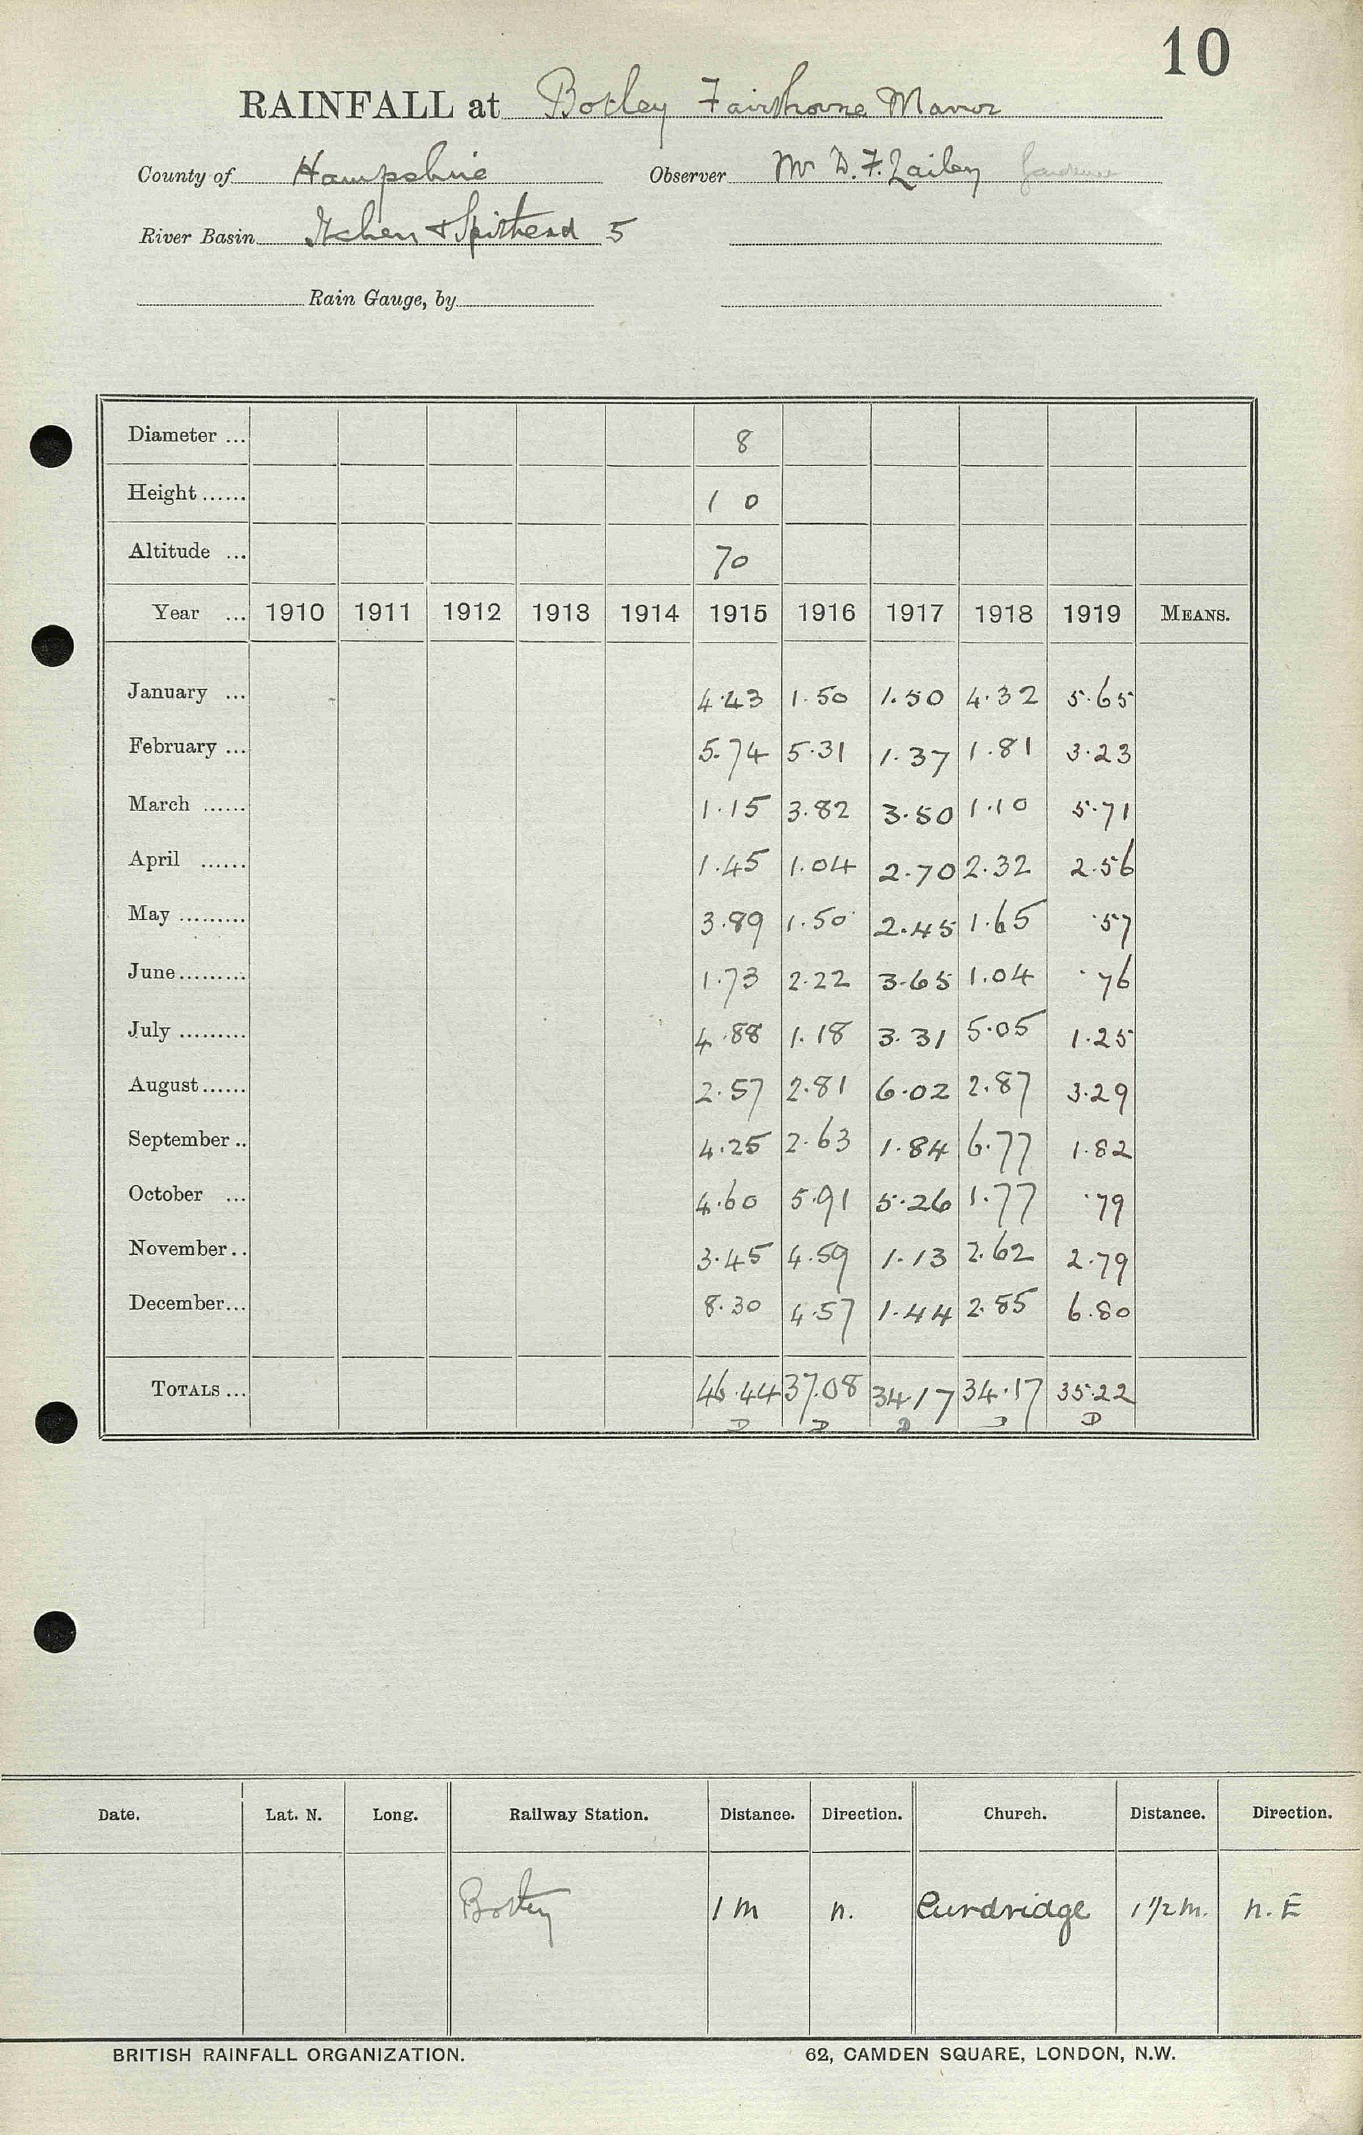 10
RAINFALL at Botley Fairthorne Manor
County of Hampshire Observer Mr D. F. Lailey
River Basin Itchen & Spithead 5
Rain Gauge, by
Diameter ... 8
Height ...... 1 0
Altitude ... 70
Year ... 1910 1911 1912 1913 1914 1915 1916 1917 1918 1919 MEANS.
January ... 4.43 1.50 1.50 4.32 5.65
February ... 5.74 5.31 1.37 1.81 3.23
March ...... 1.15 3.82 3.50 1.10 5.71
April ...... 1.45 1.04 2.70 2.32 2.56
May ......... 3.89 1.50 2.45 1.65 .57
June ......... 1.73 2.22 3.65 1.04 .76
July ......... 4.88 1.18 3.31 5.05 1.25
August ...... 2.57 2.81 6.02 2.87 3.29
September .. 4.25 2.63 1.84 6.77 1.82
October ... 4.60 5.91 5.26 1.77 .79
November .. 3.45 4.59 1.13 2.62 2.79
December ... 8.30 4.57 1.44 2.85 6.80
TOTALS ... 46.44 37.08 34.17 34.17 35.22
D D D D D
Date. Lat. N. Long. Railway Station. Distance. Direction. Church. Distance. Direction.
Botley 1 m n. Curdridge 1 1/2 m. n. E
BRITISH RAINFALL ORGANIZATION. 62, CAMDEN SQUARE, LONDON, N.W.